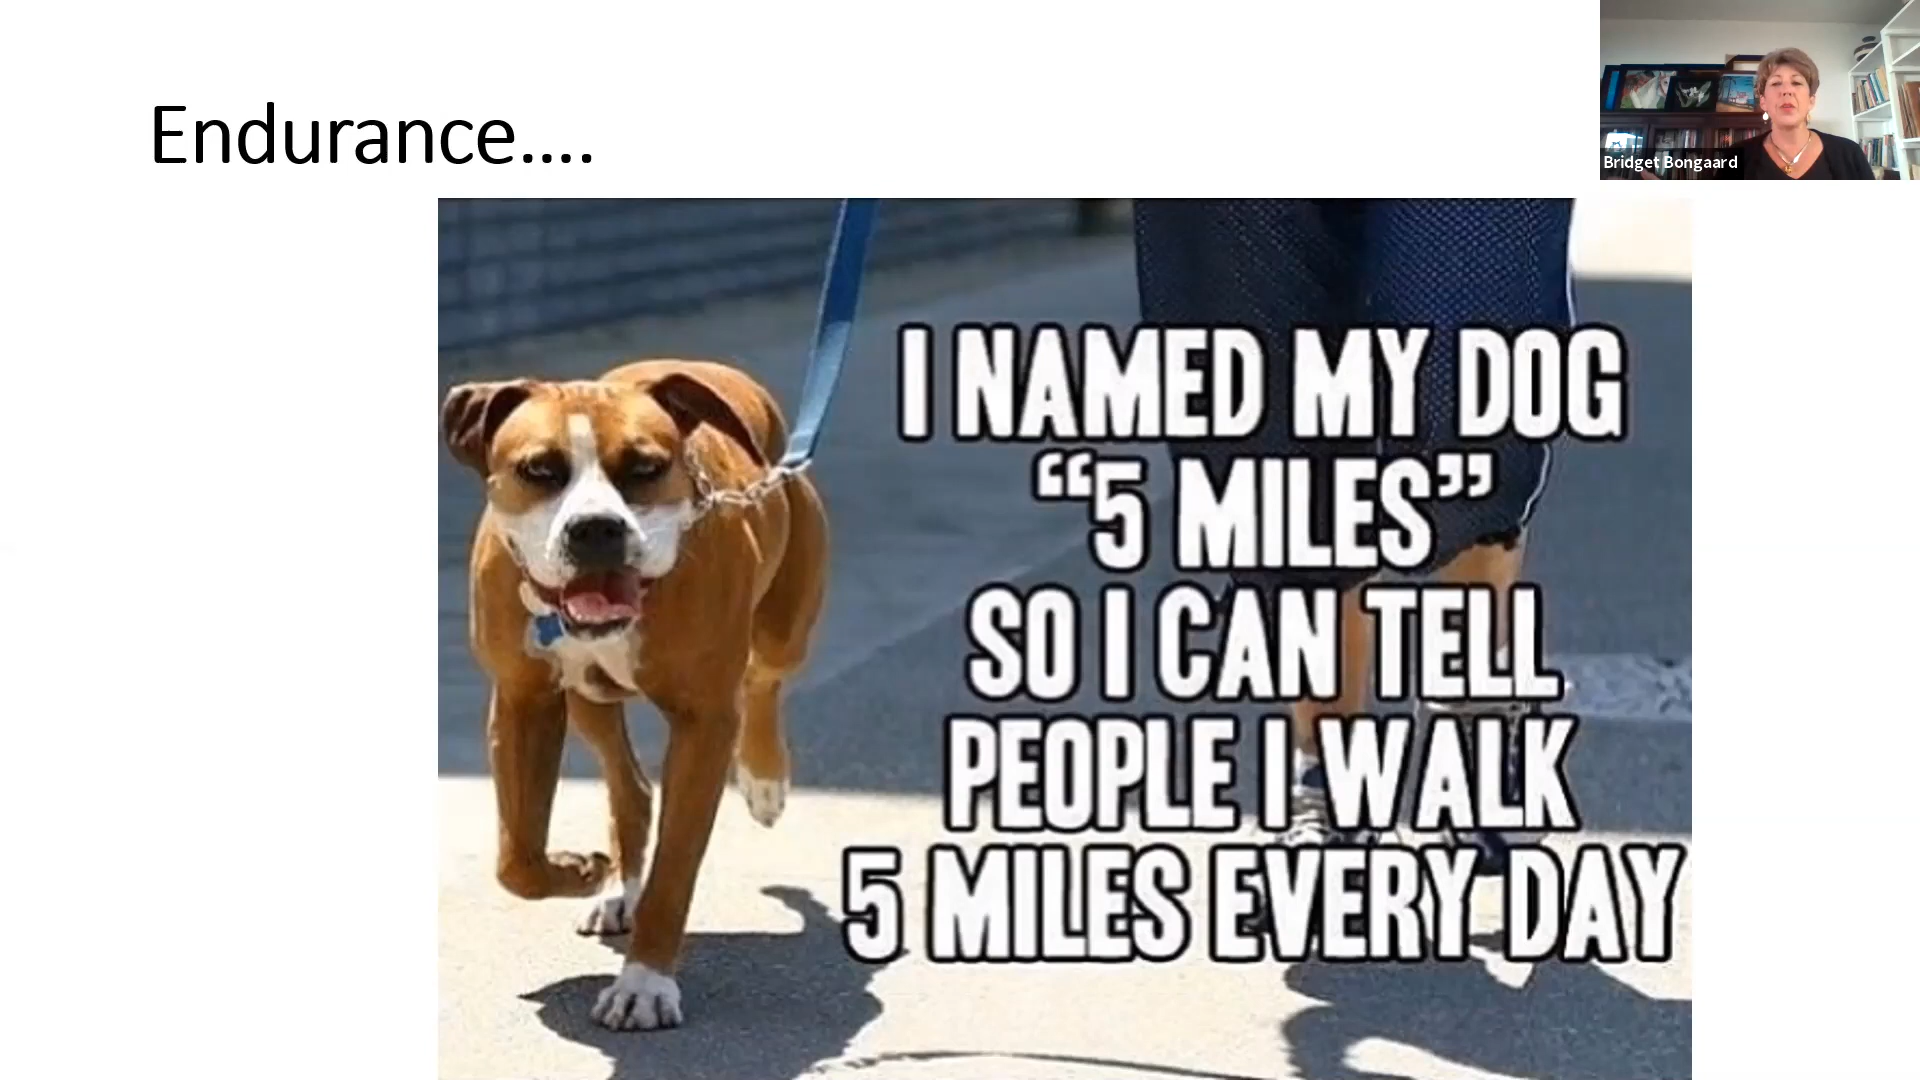 Endurance....
Bridget Bongaard
I NAMED MY DOG
“5 MILES”
SO I CAN TELL
PEOPLE I WALK
5 MILES EVERY DAY